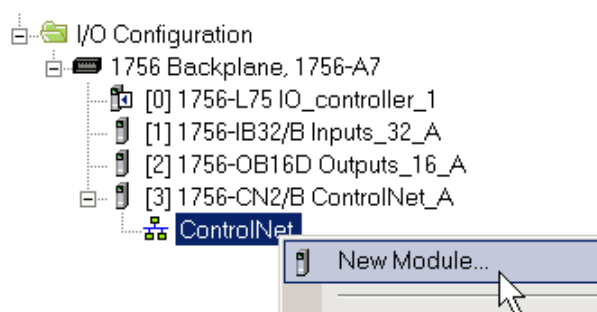 I/O Configuration
1756 Backplane, 1756-A7
[0] 1756-L75 IO_controller_1
[1] 1756-IB32/B Inputs_32_A
[2] 1756-OB16D Outputs_16_A
[3] 1756-CN2/B ControlNet_A
ControlNet
New Module...